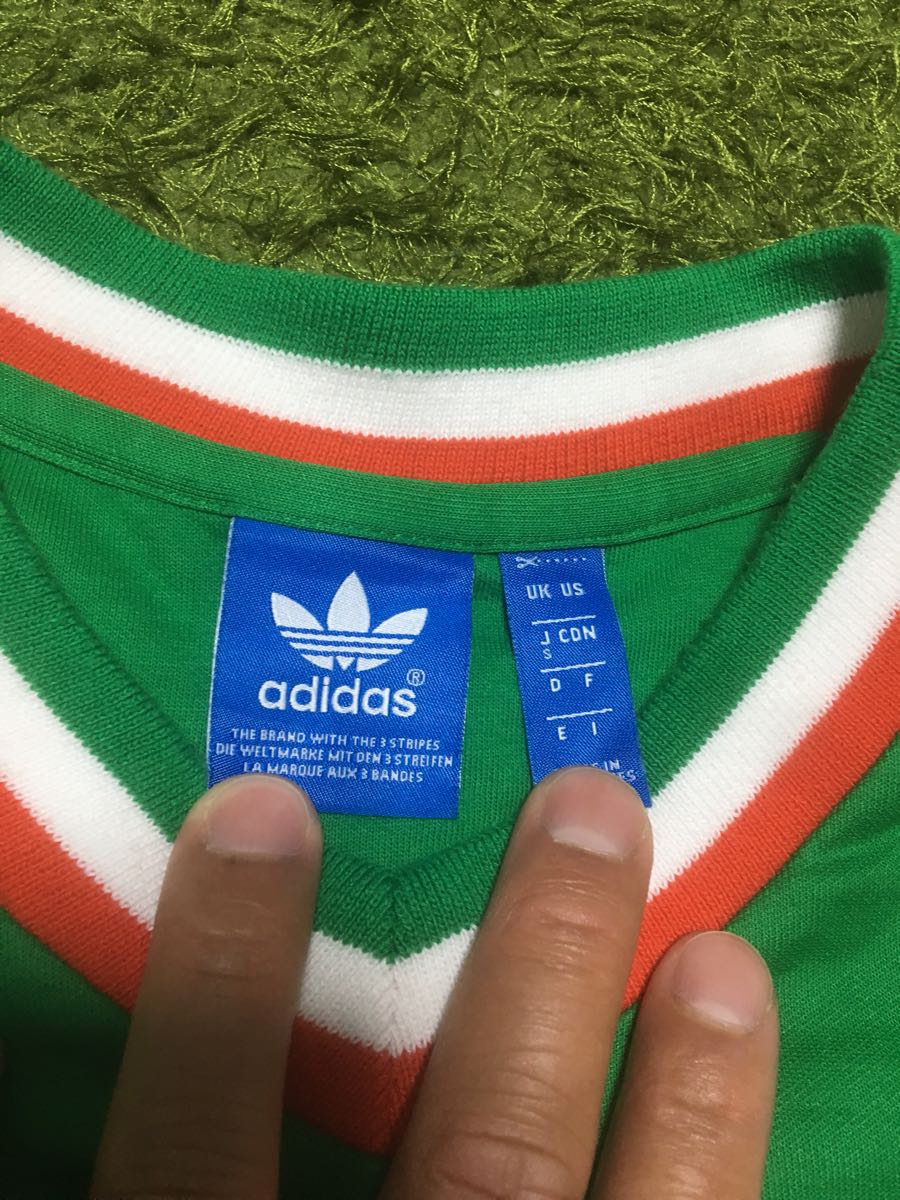 adidas®
THE BRAND WITH THE 3 STRIPES
DIE WELTMARKE MIT DEN 3 STREIFEN
LA MARQUE AUX 3 BANDES
UK US
J CDN
S
D F
E I
IN